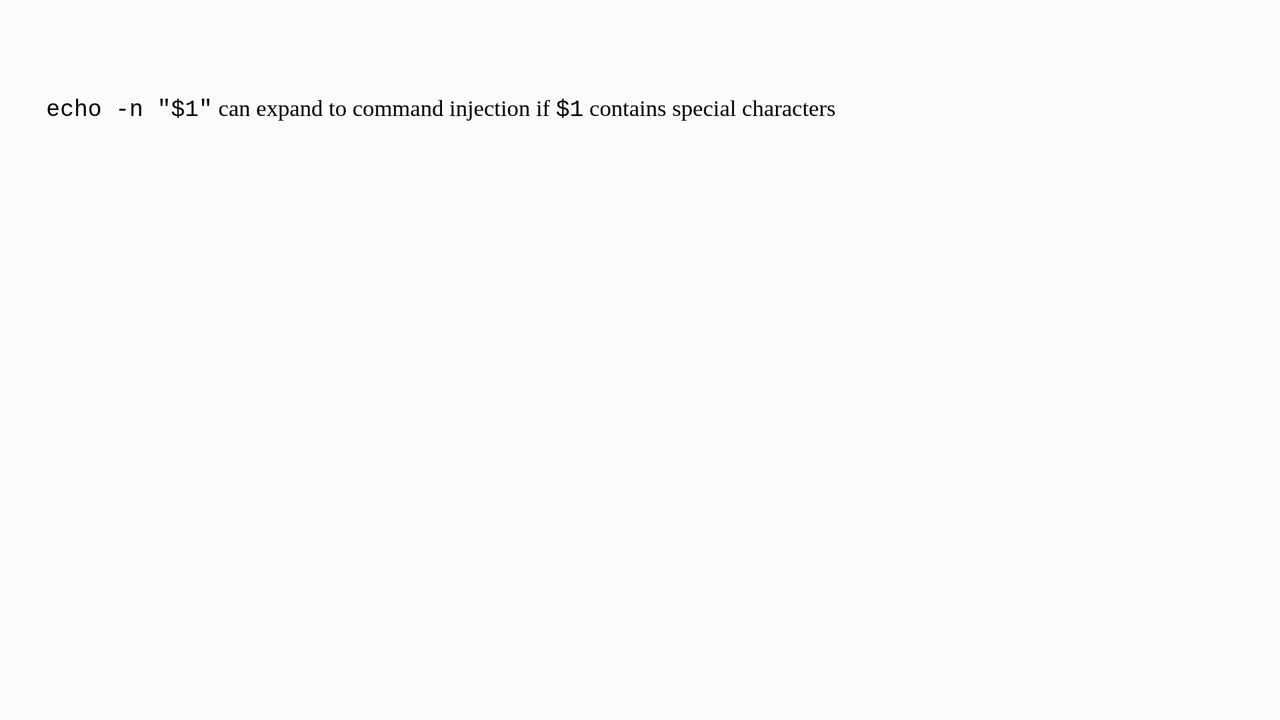 echo -n "$1" can expand to command injection if $1 contains special characters